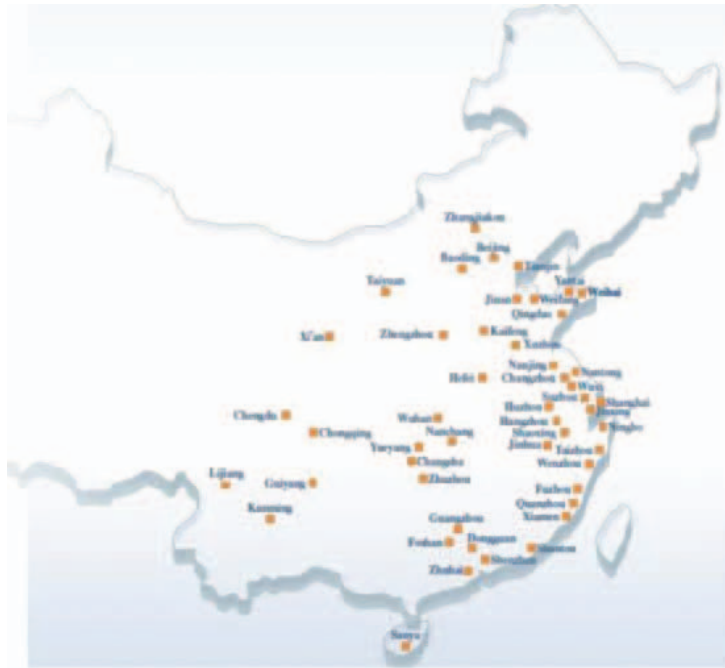 Zhangjiakou
Beijing
Baoding
Tianjin
Taiyuan
Yantai
Weihai
Jinan
Weifang
Qingdao
Xi'an
Zhengzhou
Kaifeng
Xuzhou
Nanjing
Nantong
Hefei
Changzhou
Wuxi
Suzhou
Shanghai
Huzhou
Chengdu
Wuhan
Hangzhou
Ningbo
Chongqing
Nanchang
Shaoxing
Yueyang
Jinhua
Taizhou
Changsha
Wenzhou
Lijiang
Guiyang
Zhuzhou
Fuzhou
Kunming
Quanzhou
Xiamen
Guangzhou
Foshan
Dongguan
Shantou
Shenzhen
Zhuhai
Sanya